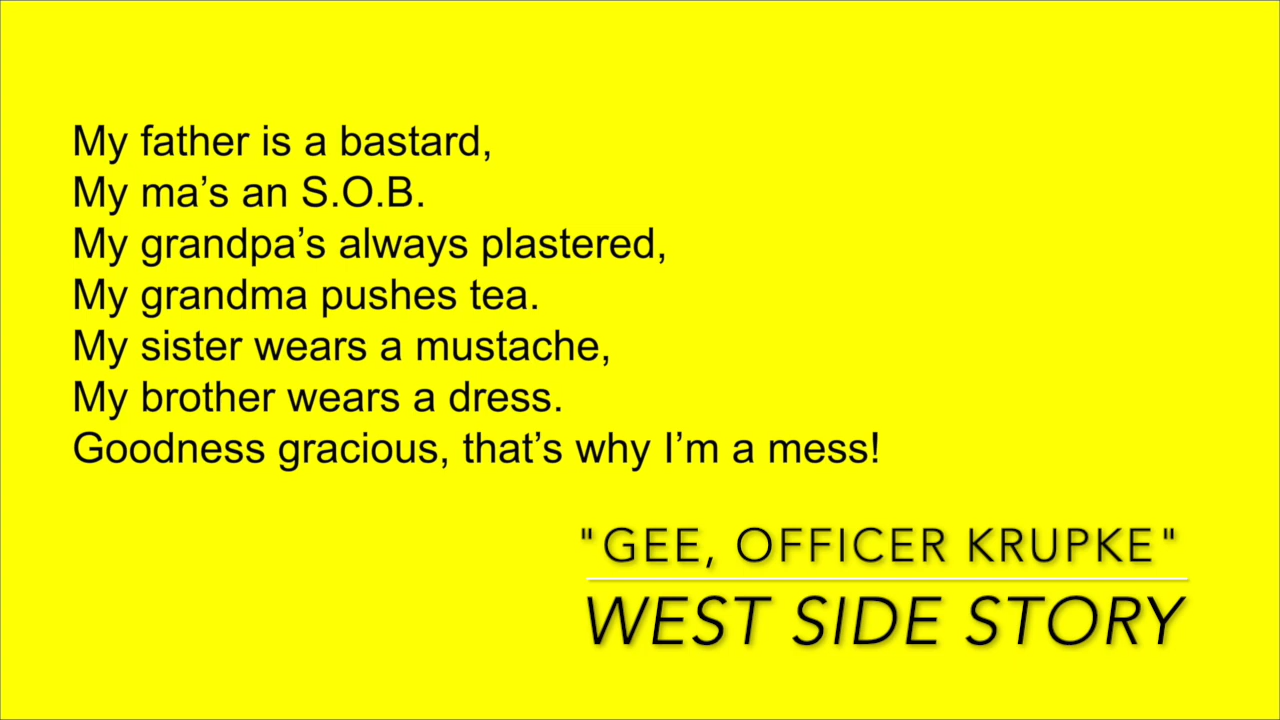 My father is a bastard,
My ma’s an S.O.B.
My grandpa’s always plastered,
My grandma pushes tea.
My sister wears a mustache,
My brother wears a dress.
Goodness gracious, that’s why I’m a mess!
"GEE, OFFICER KRUPKE"
WEST SIDE STORY